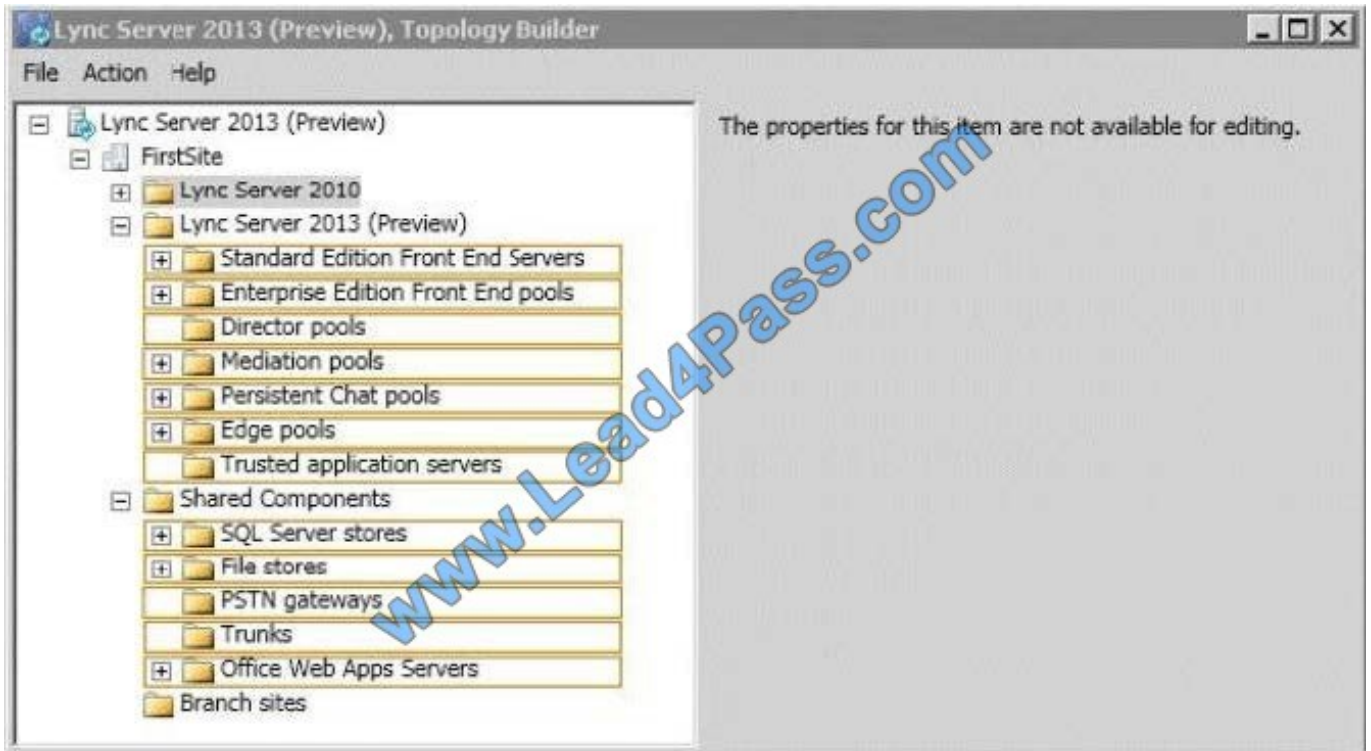 Lync Server 2013 (Preview), Topology Builder
File Action Help
Lync Server 2013 (Preview)
FirstSite
Lync Server 2010
Lync Server 2013 (Preview)
Standard Edition Front End Servers
Enterprise Edition Front End pools
Director pools
Mediation pools
Persistent Chat pools
Edge pools
Trusted application servers
Shared Components
SQL Server stores
File stores
PSTN gateways
Trunks
Office Web Apps Servers
Branch sites
The properties for this item are not available for editing.
www.Lead4Pass.com